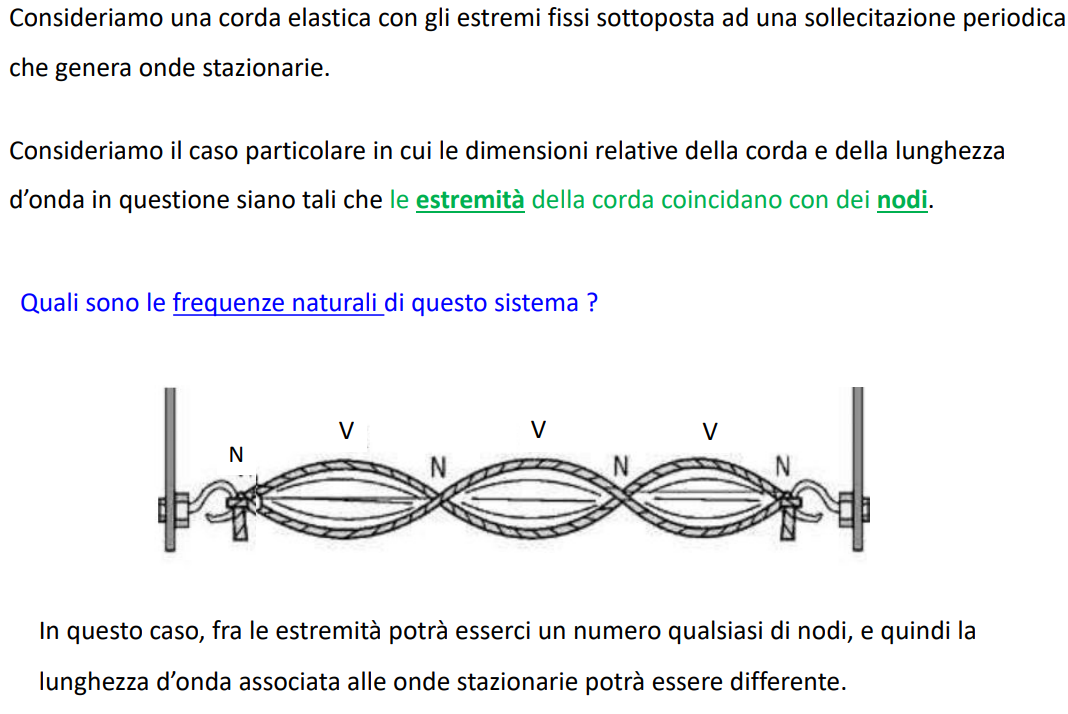 Consideriamo una corda elastica con gli estremi fissi sottoposta ad una sollecitazione periodica
che genera onde stazionarie.
Consideriamo il caso particolare in cui le dimensioni relative della corda e della lunghezza
d’onda in questione siano tali che le estremità della corda coincidano con dei nodi.
Quali sono le frequenze naturali di questo sistema ?
V V V
N N N N
In questo caso, fra le estremità potrà esserci un numero qualsiasi di nodi, e quindi la
lunghezza d’onda associata alle onde stazionarie potrà essere differente.